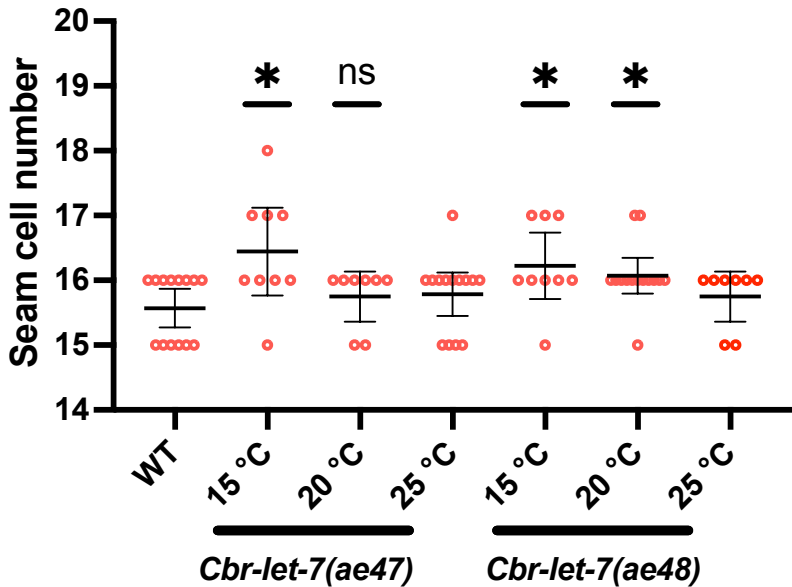 20
19
18
17
16
15
14
Seam cell number
* ns * *
WT 15 °C 20 °C 25 °C 15 °C 20 °C 25 °C
Cbr-let-7(ae47) Cbr-let-7(ae48)